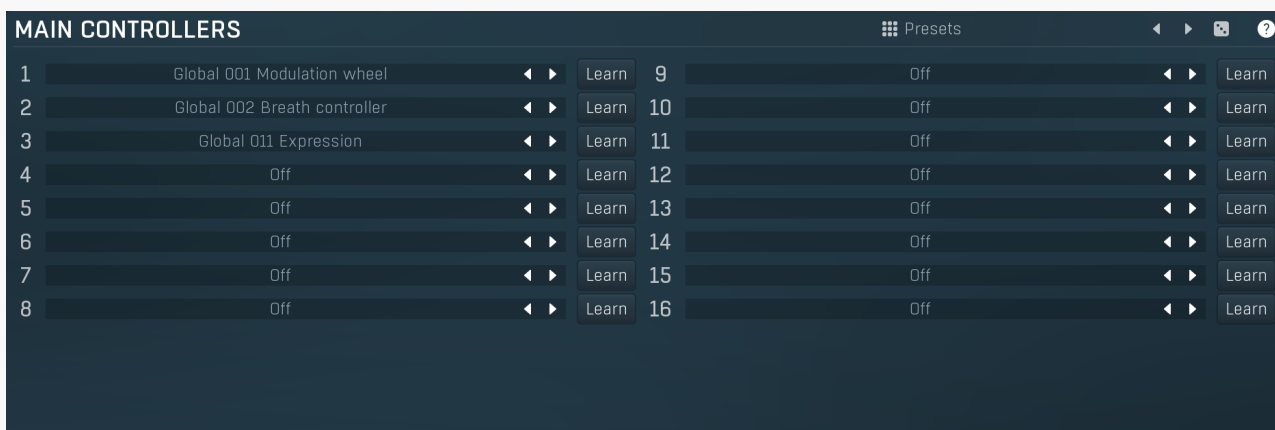 MAIN CONTROLLERS Presets ?
1 Global 001 Modulation wheel Learn 9 Off Learn
2 Global 002 Breath controller Learn 10 Off Learn
3 Global 011 Expression Learn 11 Off Learn
4 Off Learn 12 Off Learn
5 Off Learn 13 Off Learn
6 Off Learn 14 Off Learn
7 Off Learn 15 Off Learn
8 Off Learn 16 Off Learn